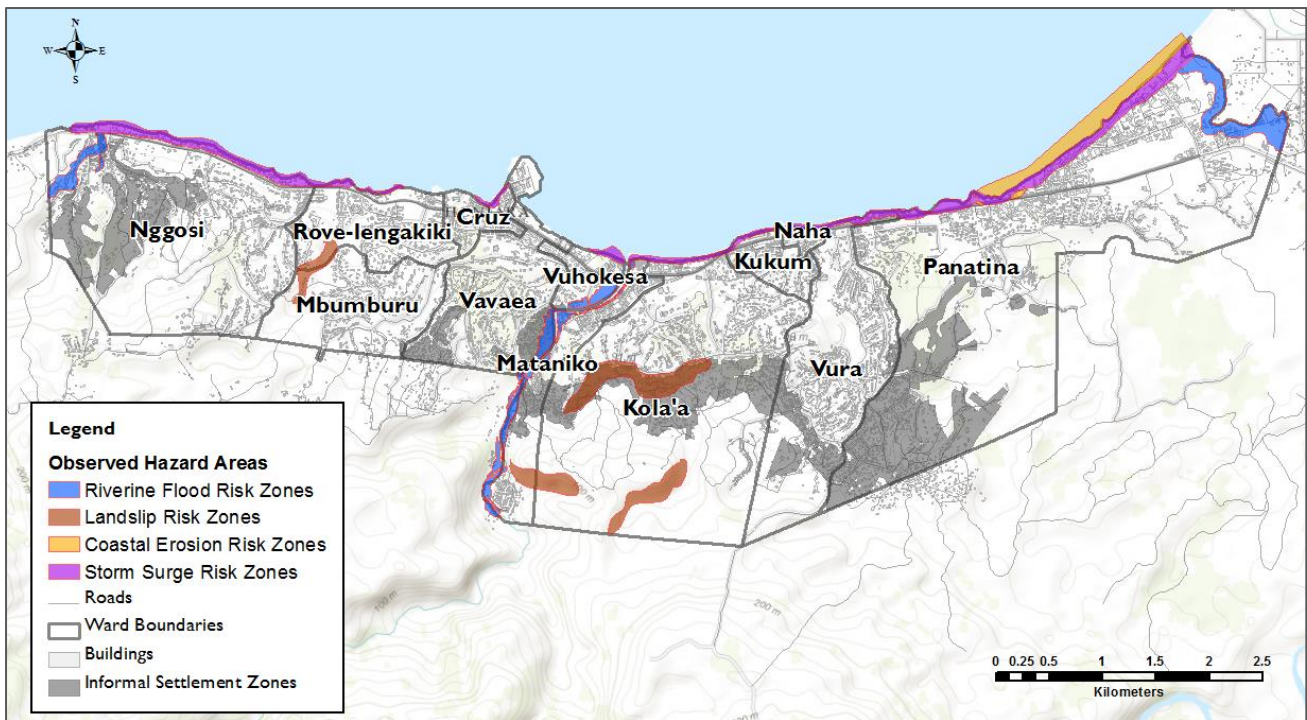 N
W E
S
Nggosi
Rove-lengakiki
Cruz
Mbumburu
Vavaea
Vuhokesa
Naha
Kukum
Panatina
Mataniko
Vura
Kola'a
Legend
Observed Hazard Areas
Riverine Flood Risk Zones
Landslip Risk Zones
Coastal Erosion Risk Zones
Storm Surge Risk Zones
Roads
Ward Boundaries
Buildings
Informal Settlement Zones
100 m
200 m
0 0.25 0.5 1 1.5 2 2.5
Kilometers